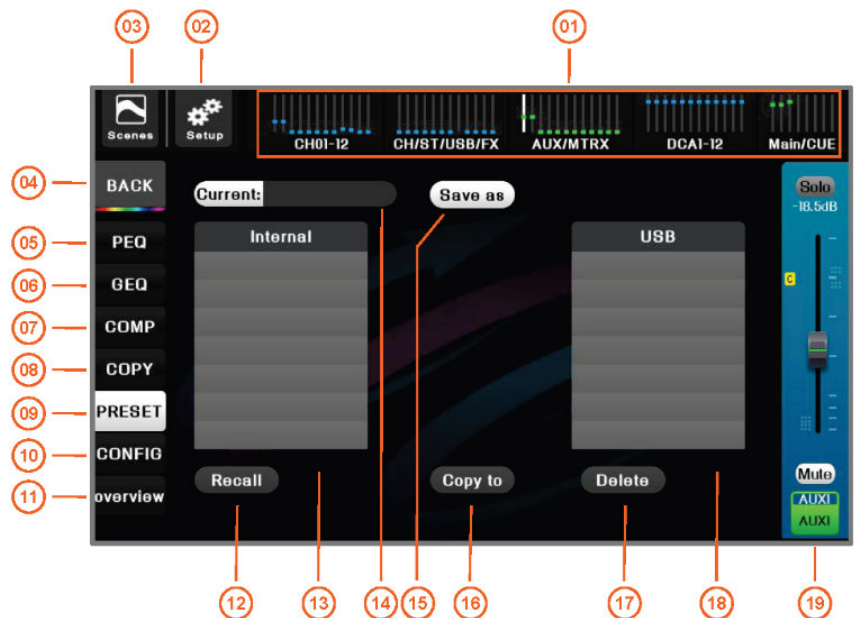 03 02 01
Scenes Setup CH01-12 CH/ST/USB/FX AUX/MTRX DCA1-12 Main/CUE
04 BACK Current: Save as Solo
-18.5dB
05 PEQ Internal USB
06 GEQ C
07 COMP
08 COPY
09 PRESET
10 CONFIG
11 overview Recall Copy to Delete Mute
AUX1
AUX1
12 13 14 15 16 17 18 19